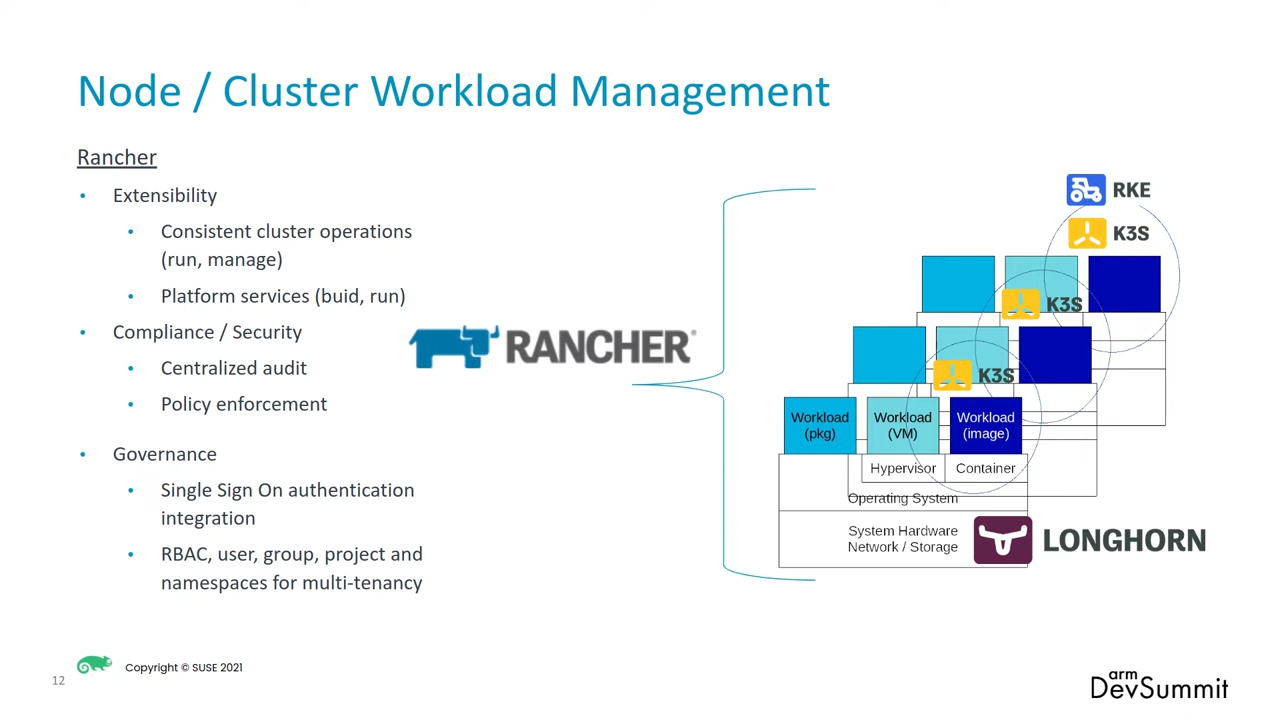 Node / Cluster Workload Management
Rancher
• Extensibility
• Consistent cluster operations
(run, manage)
• Platform services (buid, run)
• Compliance / Security
• Centralized audit
• Policy enforcement
• Governance
• Single Sign On authentication
integration
• RBAC, user, group, project and
namespaces for multi-tenancy
RANCHER®
RKE
K3S
K3S
K3S
Workload
(pkg)
Workload
(VM)
Workload
(image)
Hypervisor
Container
Operating System
System Hardware
Network / Storage
LONGHORN
12
Copyright © SUSE 2021
arm
DevSummit